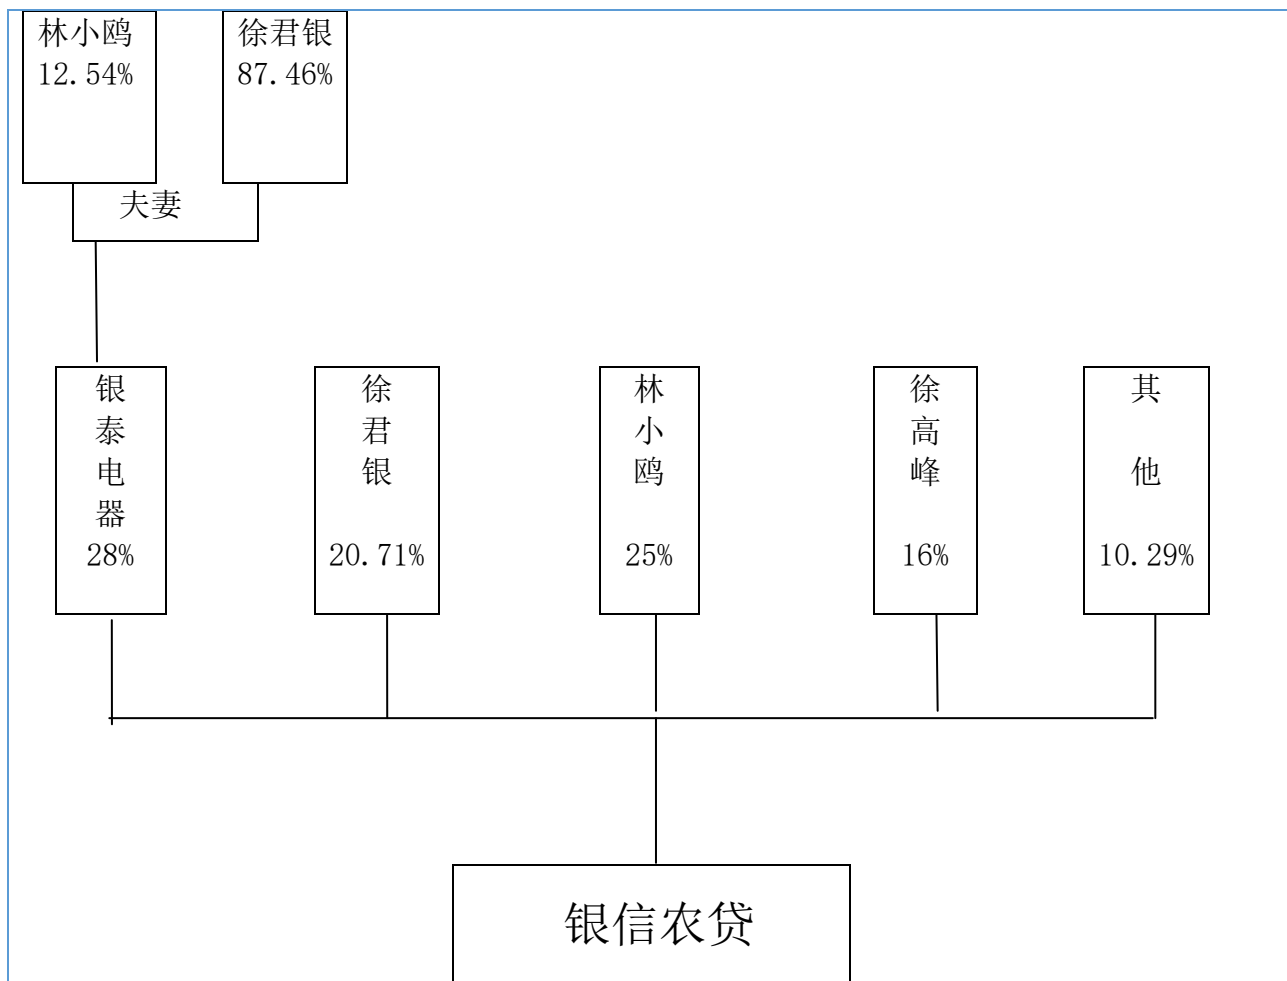 林小鸥
12.54%
徐君银
87.46%
夫妻
银
泰
电
器
28%
徐
君
银
20.71%
林
小
鸥
25%
徐
高
峰
16%
其
他
10.29%
银信农贷